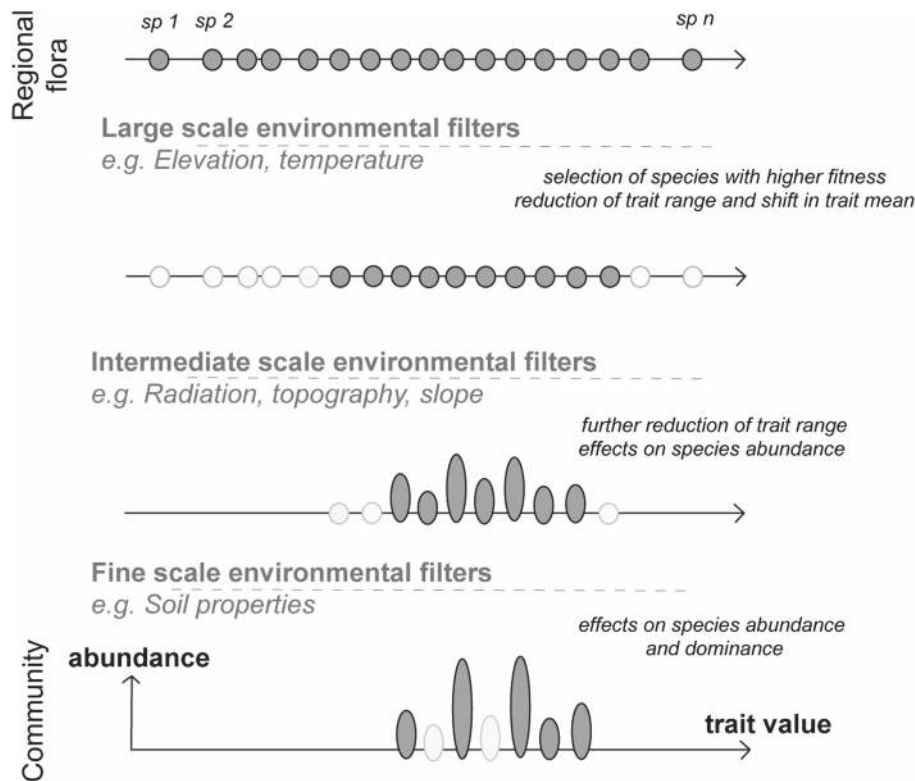 sp 1
sp 2
sp n
Regional
flora
Large scale environmental filters
e.g. Elevation, temperature
selection of species with higher fitness
reduction of trait range and shift in trait mean
Intermediate scale environmental filters
e.g. Radiation, topography, slope
further reduction of trait range
effects on species abundance
Fine scale environmental filters
e.g. Soil properties
effects on species abundance
and dominance
Community
abundance
trait value